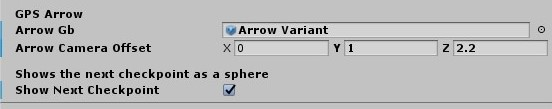 GPS Arrow
Arrow Gb Arrow Variant
Arrow Camera Offset X 0 Y 1 Z 2.2
Shows the next checkpoint as a sphere
Show Next Checkpoint